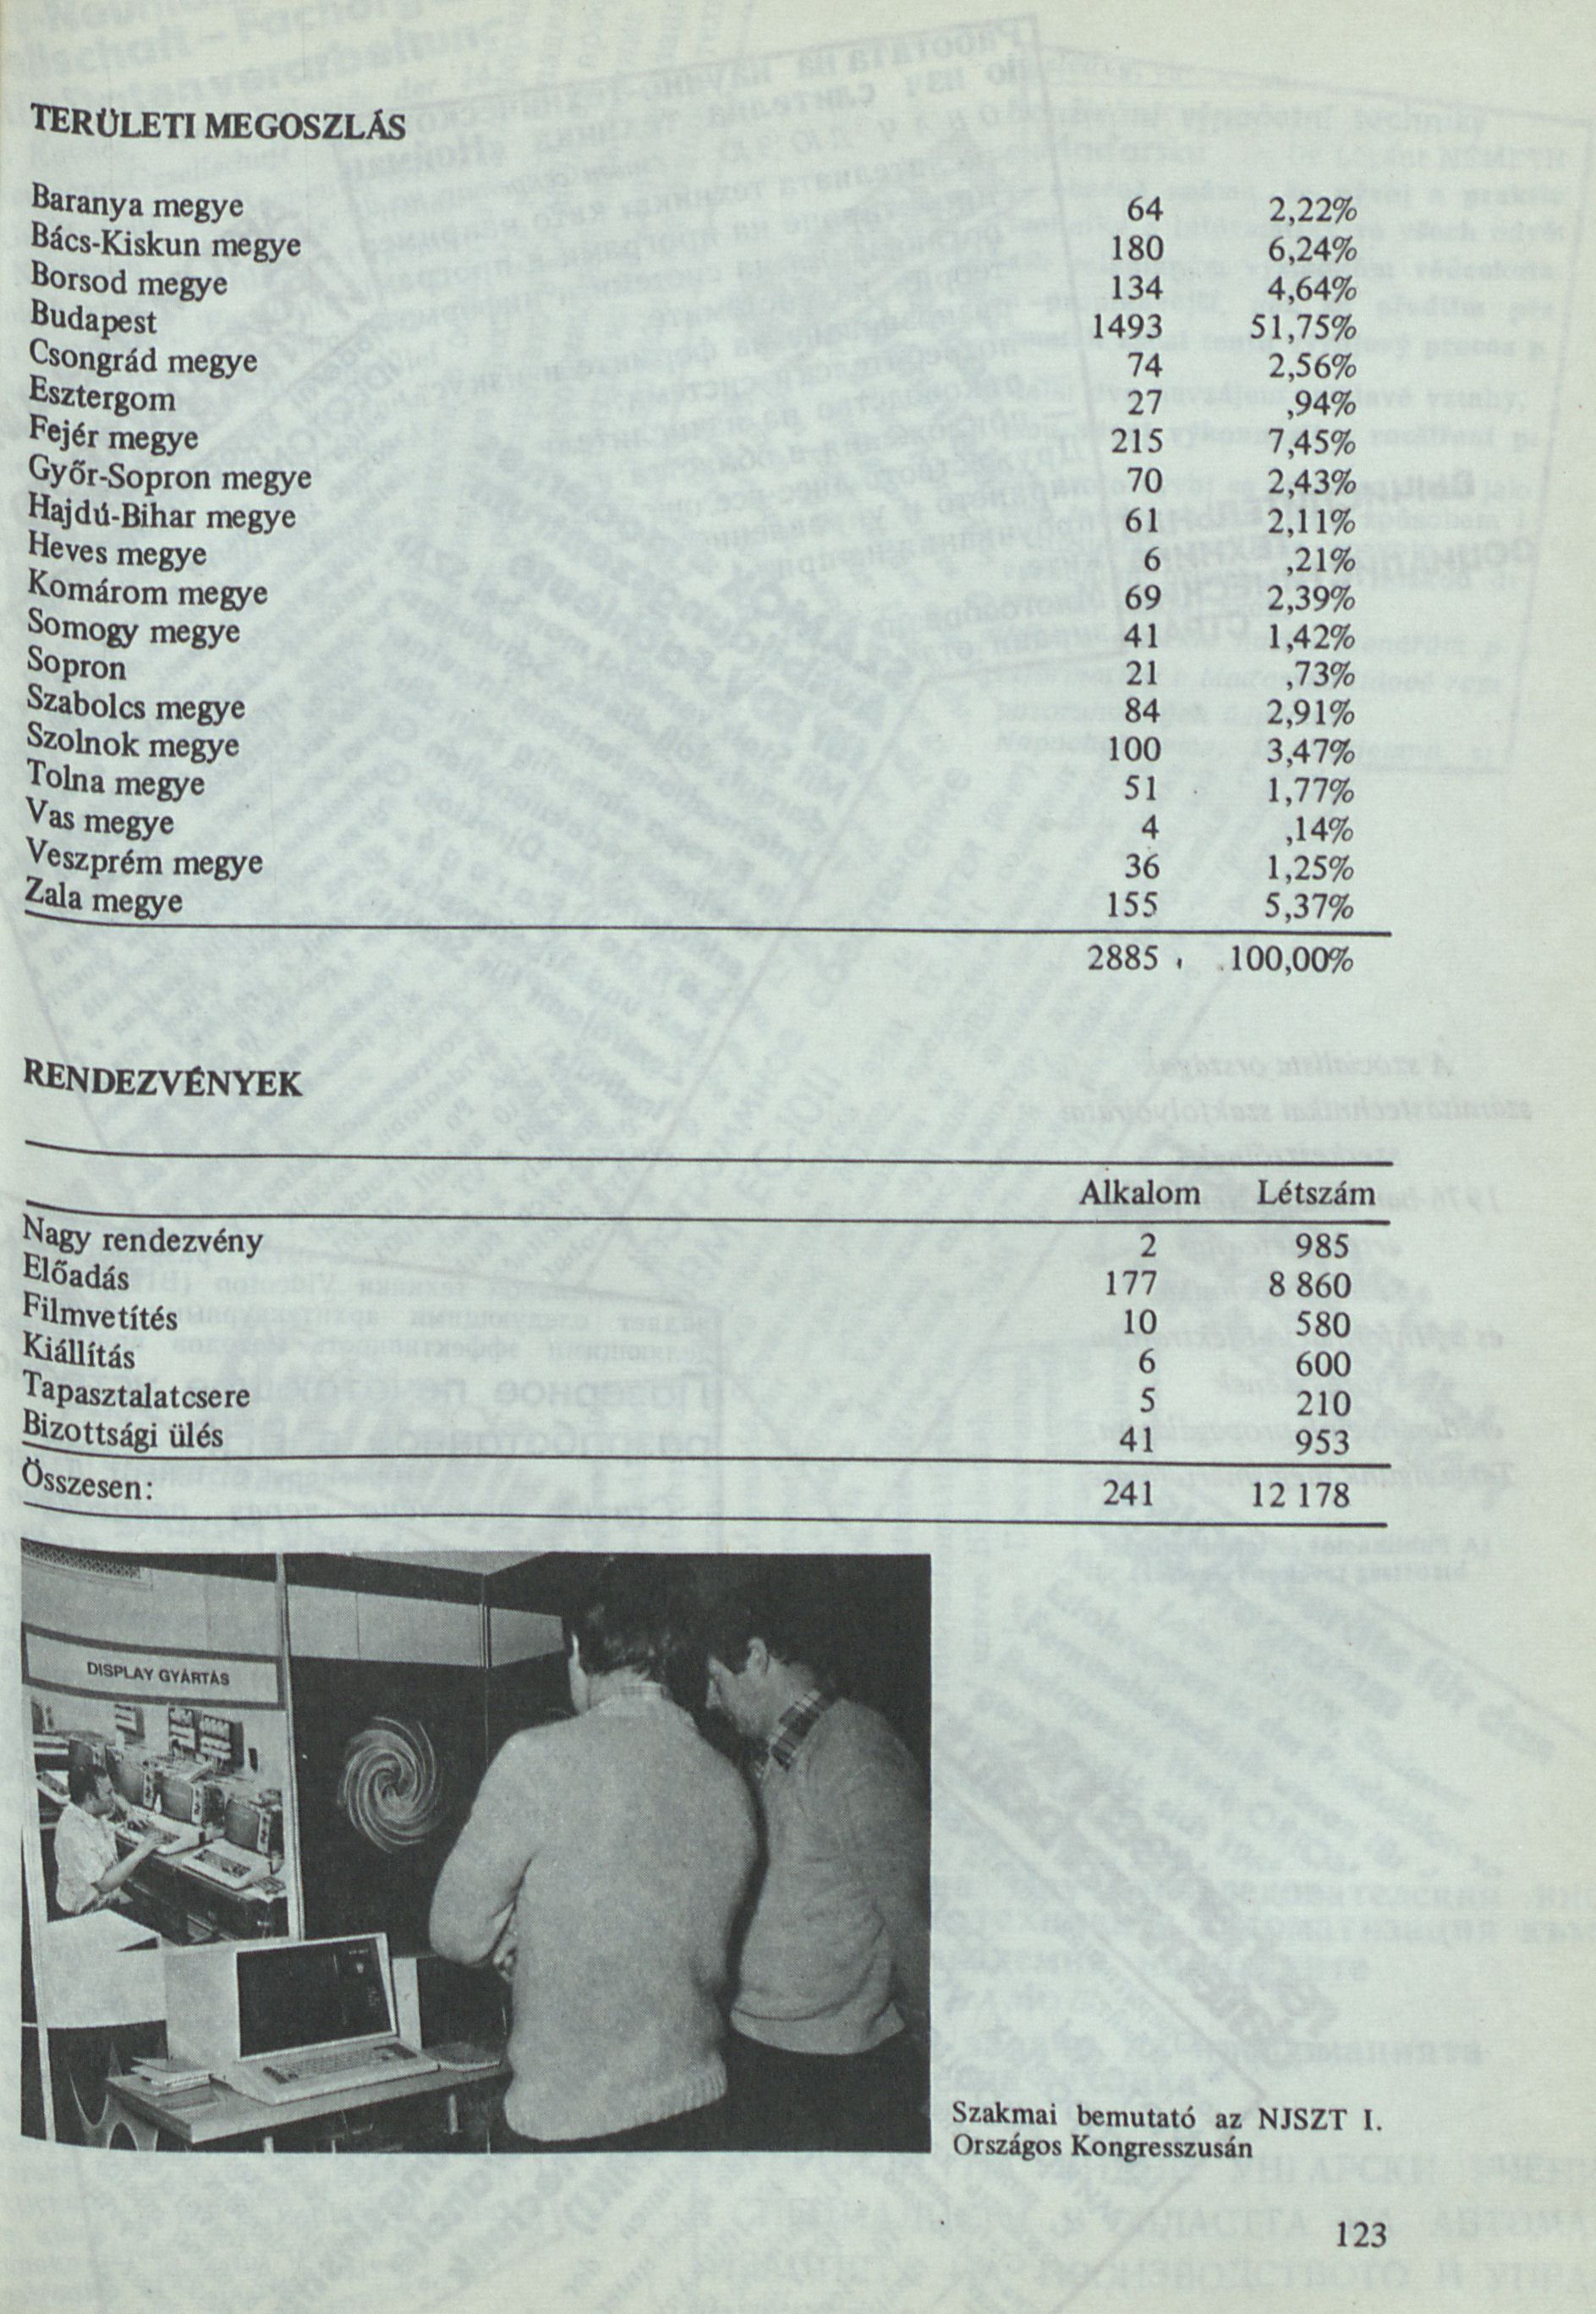 TERÜLETI MEGOSZLÁS
Baranya megye 64 2,22%
Bács-Kiskun megye 180 6,24%
Borsod megye 134 4,64%
Budapest 1493 51,75%
Csongrád megye 74 2,56%
Esztergom 27 ,94%
Fejér megye 215 7,45%
Győr-Sopron megye 70 2,43%
Hajdú-Bihar megye 61 2,11%
Heves megye 6 ,21%
Komárom megye 69 2,39%
Somogy megye 41 1,42%
Sopron 21 ,73%
Szabolcs megye 84 2,91%
Szolnok megye 100 3,47%
Tolna megye 51 1,77%
Vas megye 4 ,14%
Veszprém megye 36 1,25%
Zala megye 155 5,37%
2885 100,00%
RENDEZVÉNYEK
Alkalom Létszám
Nagy rendezvény 2 985
Előadás 177 8 860
Filmvetítés 10 580
Kiállítás 6 600
Tapasztalatcsere 5 210
Bizottsági ülés 41 953
Összesen: 241 12 178
DISPLAY GYÁRTÁS
Szakmai bemutató az NJSZT I.
Országos Kongresszusán
123